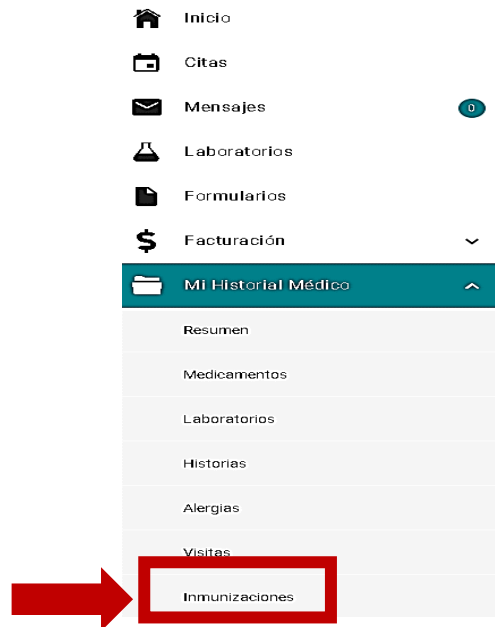 Inicio
Citas
Mensajes 0
Laboratorios
Formularios
Facturación
Mi Historial Médico
Resumen
Medicamentos
Laboratorios
Historias
Alergias
Visitas
Inmunizaciones